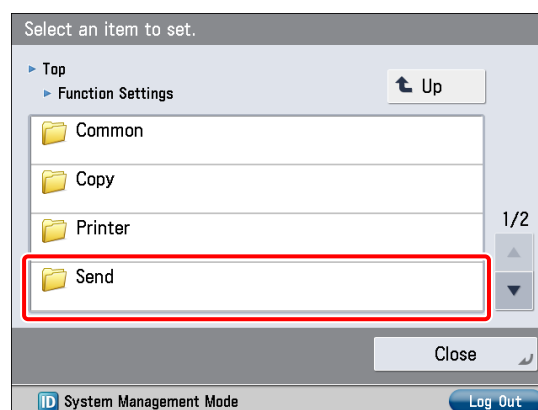 Select an item to set.
Top
Function Settings
Up
Common
Copy
Printer
1/2
Send
Close
ID System Management Mode
Log Out